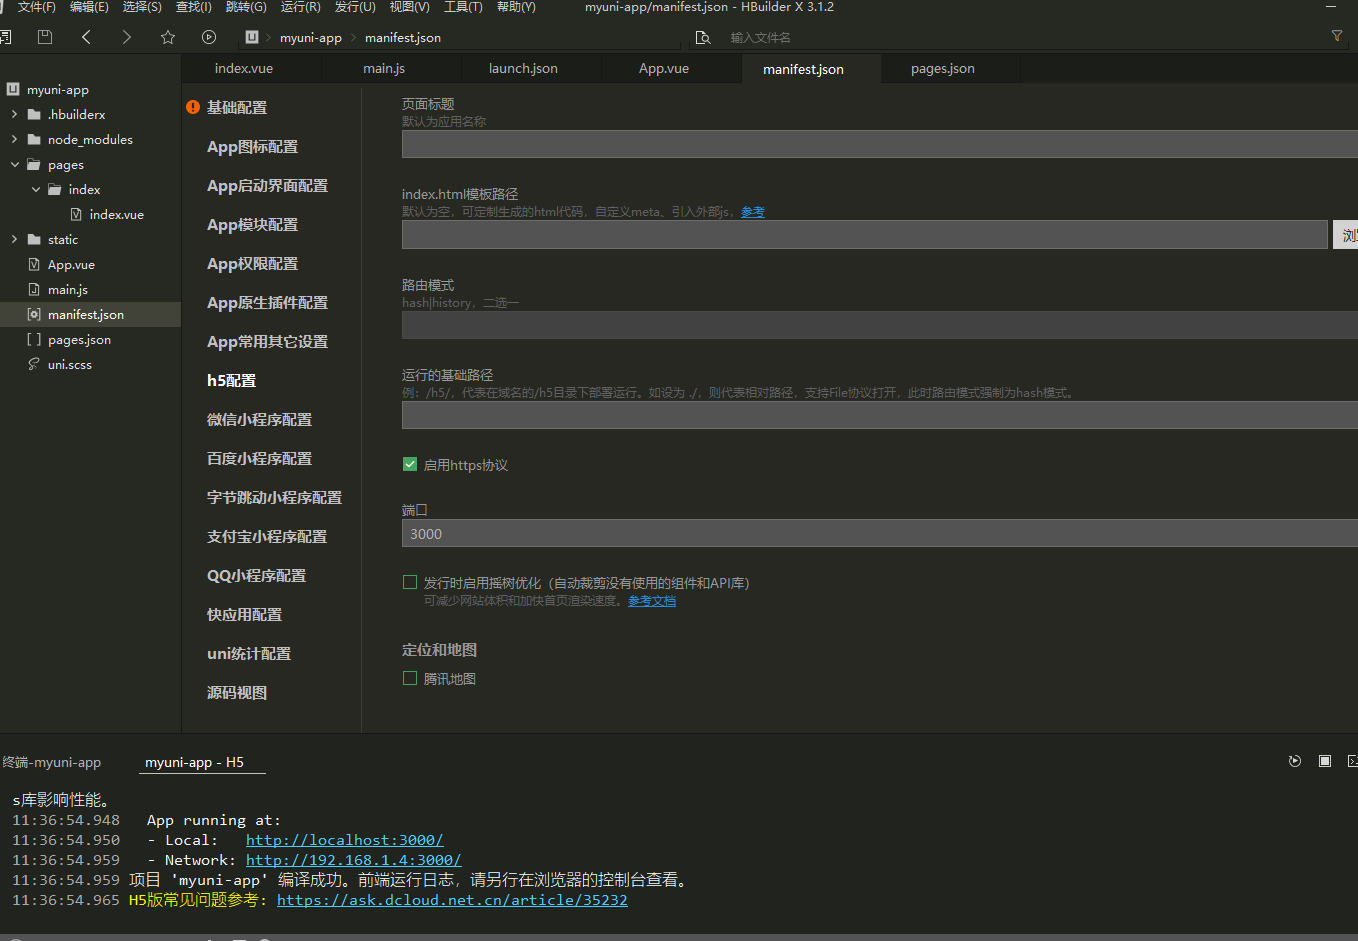 文件(F) 编辑(E) 选择(S) 查找(I) 跳转(G) 运行(R) 发行(U) 视图(V) 工具(T) 帮助(Y) myuni-app/manifest.json - HBuilder X 3.1.2
myuni-app manifest.json 输入文件名
index.vue main.js launch.json App.vue manifest.json pages.json
myuni-app
.hbuilderx
node_modules
pages
index
index.vue
static
App.vue
main.js
manifest.json
pages.json
uni.scss
基础配置
App图标配置
App启动界面配置
App模块配置
App权限配置
App原生插件配置
App常用其它设置
h5配置
微信小程序配置
百度小程序配置
字节跳动小程序配置
支付宝小程序配置
QQ小程序配置
快应用配置
uni统计配置
源码视图
页面标题
默认为应用名称
index.html模板路径
默认为空，可定制生成的html代码，自定义meta、引入外部js，参考
浏
路由模式
hash|history，二选一
运行的基础路径
例：/h5/，代表在域名的/h5目录下部署运行。如设为 ./，则代表相对路径，支持File协议打开，此时路由模式强制为hash模式。
启用https协议
端口
3000
发行时启用摇树优化（自动裁剪没有使用的组件和API库）
可减少网站体积和加快首页渲染速度。参考文档
定位和地图
腾讯地图
终端-myuni-app myuni-app - H5
s库影响性能。
11:36:54.948 App running at:
11:36:54.950 - Local: http://localhost:3000/
11:36:54.959 - Network: http://192.168.1.4:3000/
11:36:54.959 项目 'myuni-app' 编译成功。前端运行日志，请另行在浏览器的控制台查看。
11:36:54.965 H5版常见问题参考: https://ask.dcloud.net.cn/article/35232